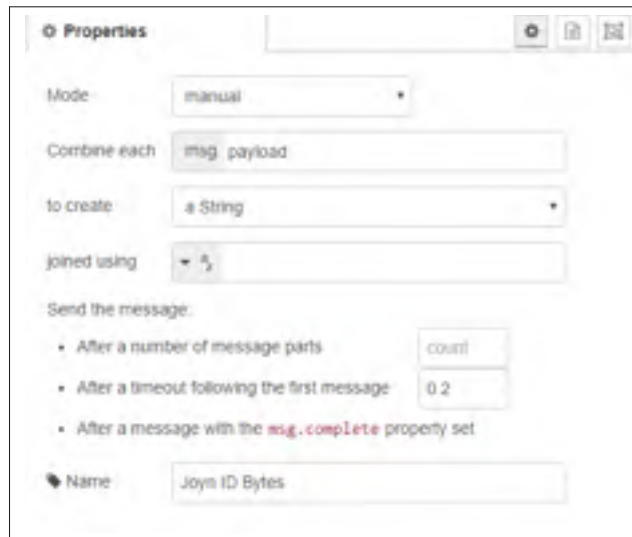 Properties
Mode manual
Combine each msg. payload
to create a String
joined using
Send the message:
• After a number of message parts count
• After a timeout following the first message 0.2
• After a message with the msg.complete property set
Name Joyn ID Bytes